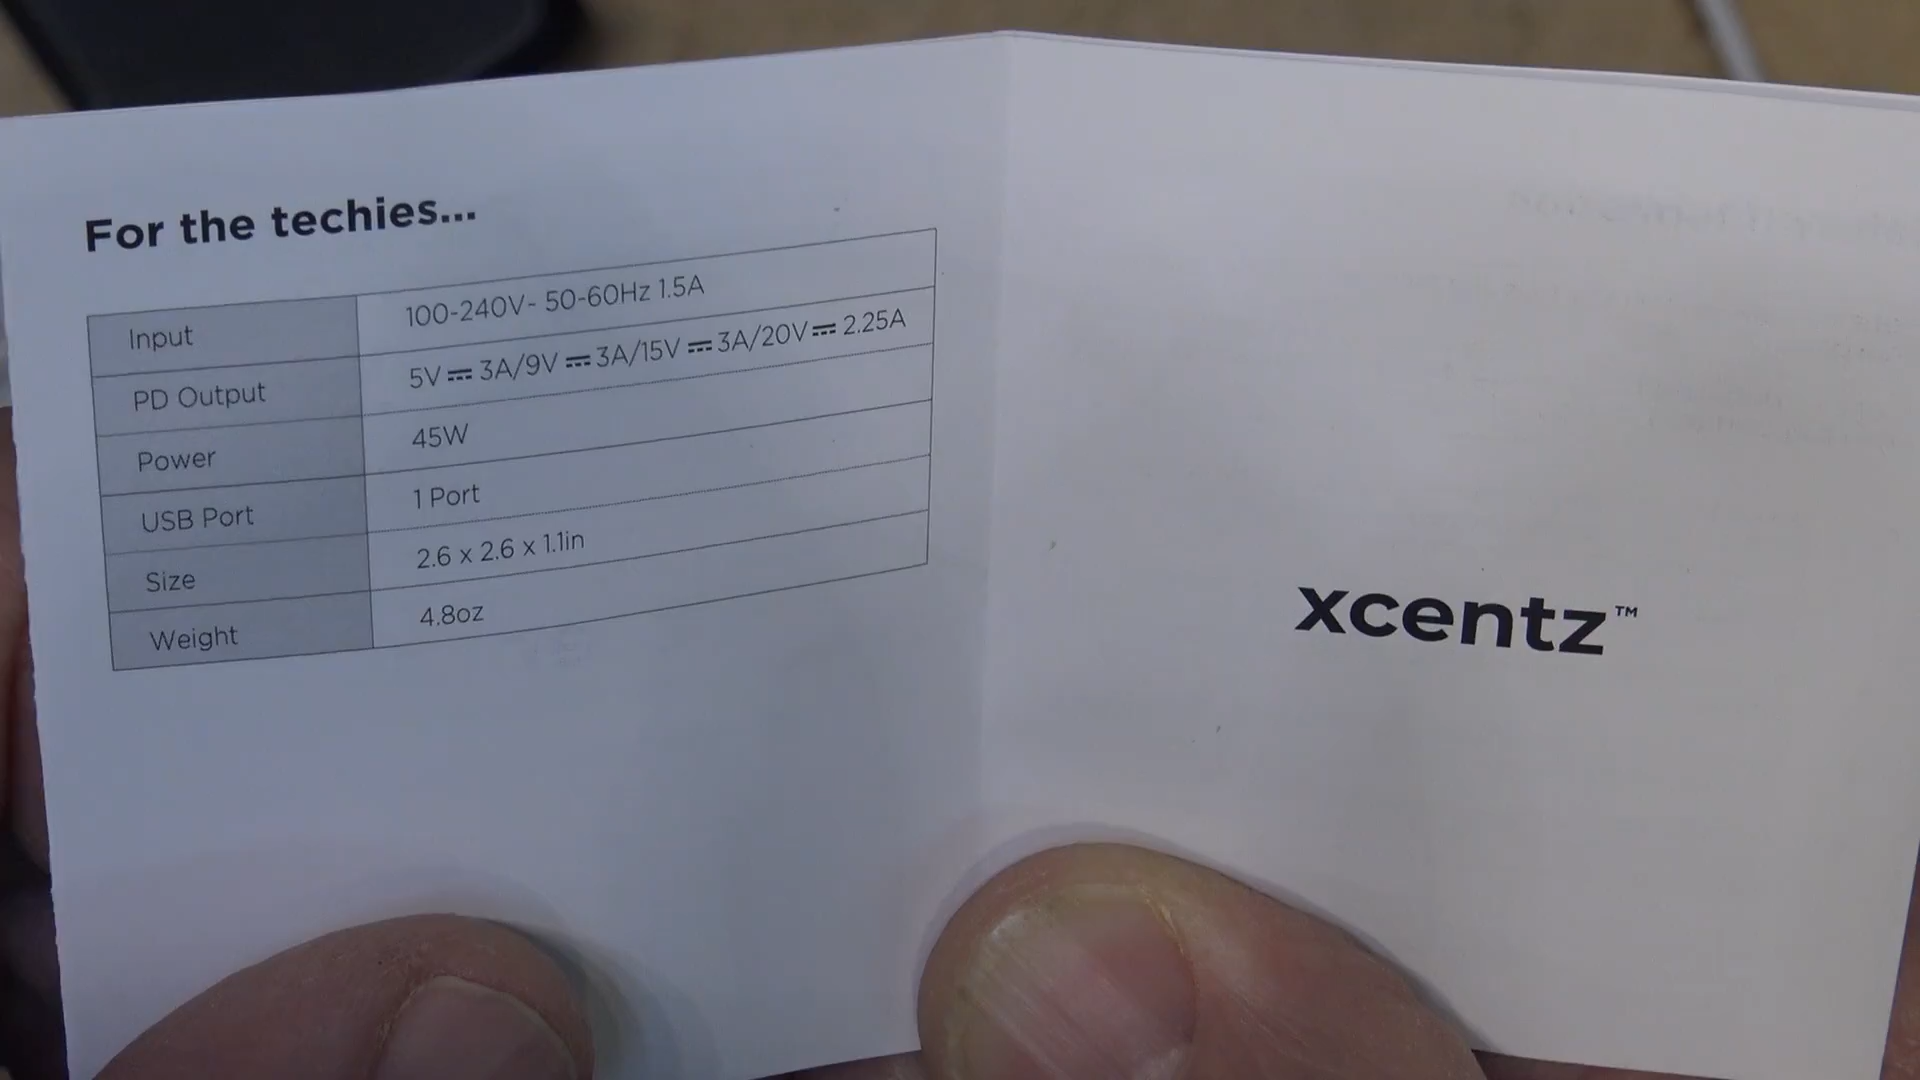 For the techies...
Input 100-240V- 50-60Hz 1.5A
PD Output 5V⎓3A/9V⎓3A/15V⎓3A/20V⎓2.25A
Power 45W
USB Port 1 Port
Size 2.6 x 2.6 x 1.1in
Weight 4.8oz
xcentz™